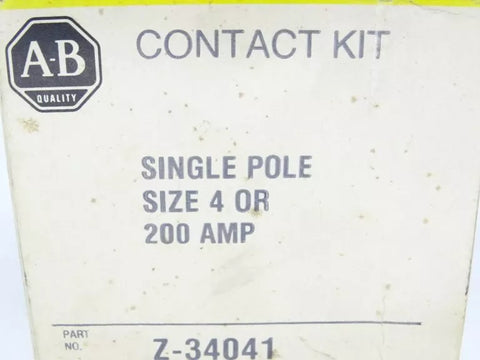 A-B
QUALITY
CONTACT KIT
SINGLE POLE
SIZE 4 OR
200 AMP
PART
NO.
Z-34041